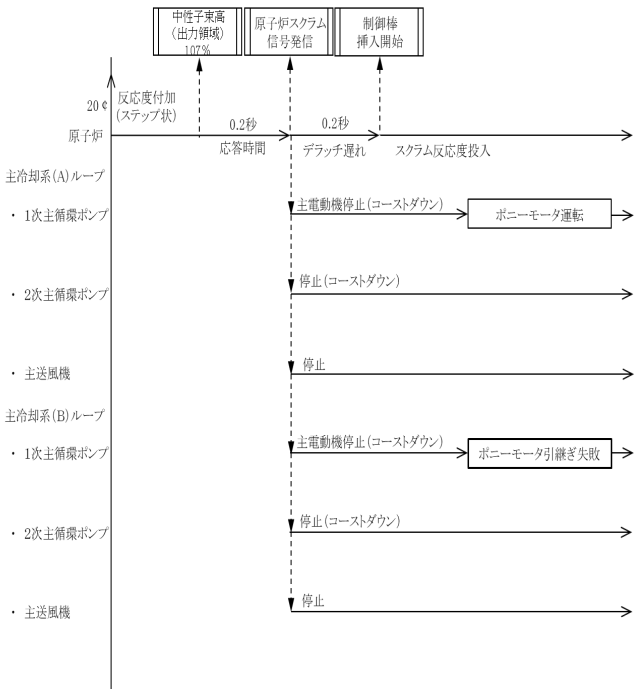 中性子束高
(出力領域)
107%
原子炉スクラム
信号発信
制御棒
挿入開始
20 ¢
反応度付加
(ステップ状)
原子炉
0.2秒
応答時間
0.2秒
デラッチ遅れ
スクラム反応度投入
主冷却系(A)ループ
・ 1次主循環ポンプ
主電動機停止(コーストダウン)
ポニーモータ運転
・ 2次主循環ポンプ
停止(コーストダウン)
・ 主送風機
停止
主冷却系(B)ループ
・ 1次主循環ポンプ
主電動機停止(コーストダウン)
ポニーモータ引継ぎ失敗
・ 2次主循環ポンプ
停止(コーストダウン)
・ 主送風機
停止